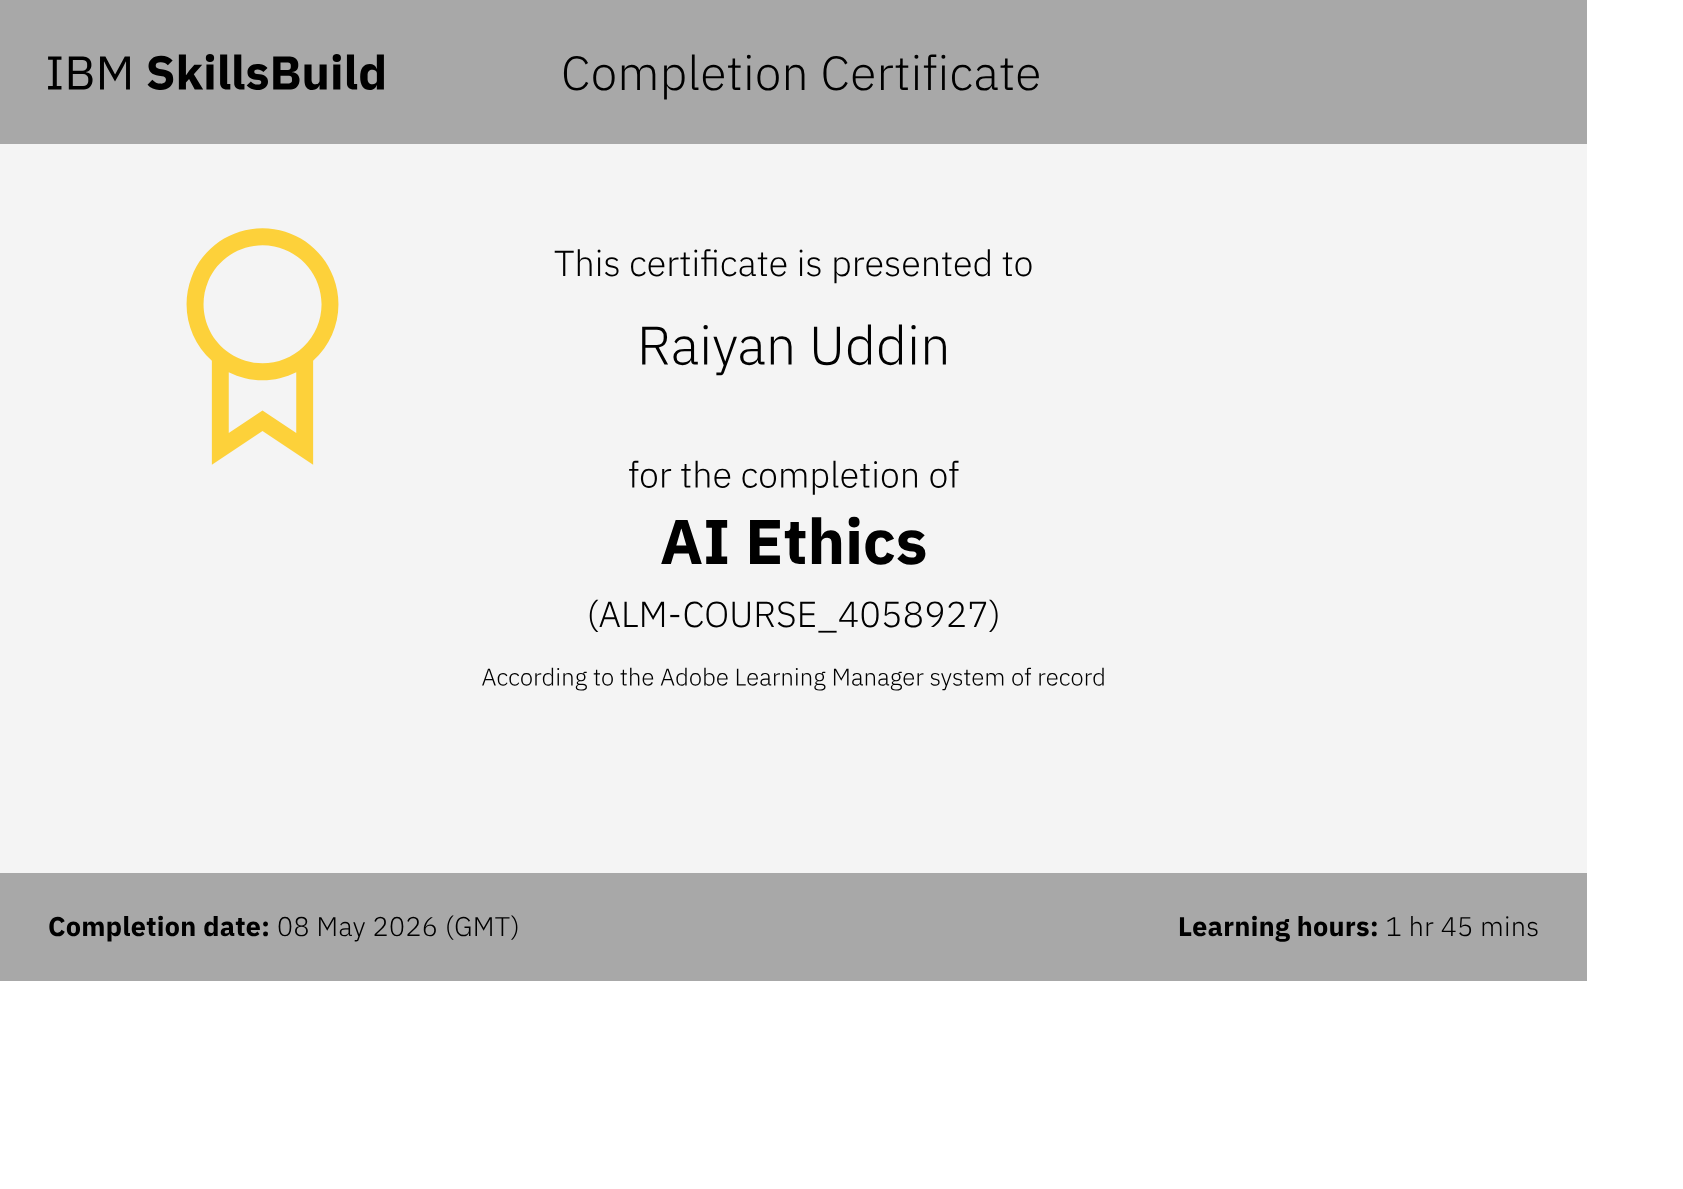 IBM SkillsBuild
Completion Certificate
This certificate is presented to
Raiyan Uddin
for the completion of
AI Ethics
(ALM-COURSE_4058927)
According to the Adobe Learning Manager system of record
Completion date: 08 May 2026 (GMT)
Learning hours: 1 hr 45 mins